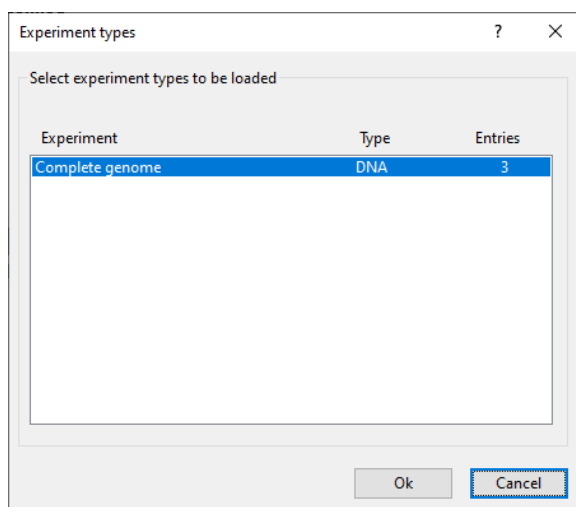 Experiment types ?
Select experiment types to be loaded
Experiment Type Entries
Complete genome DNA 3
Ok Cancel